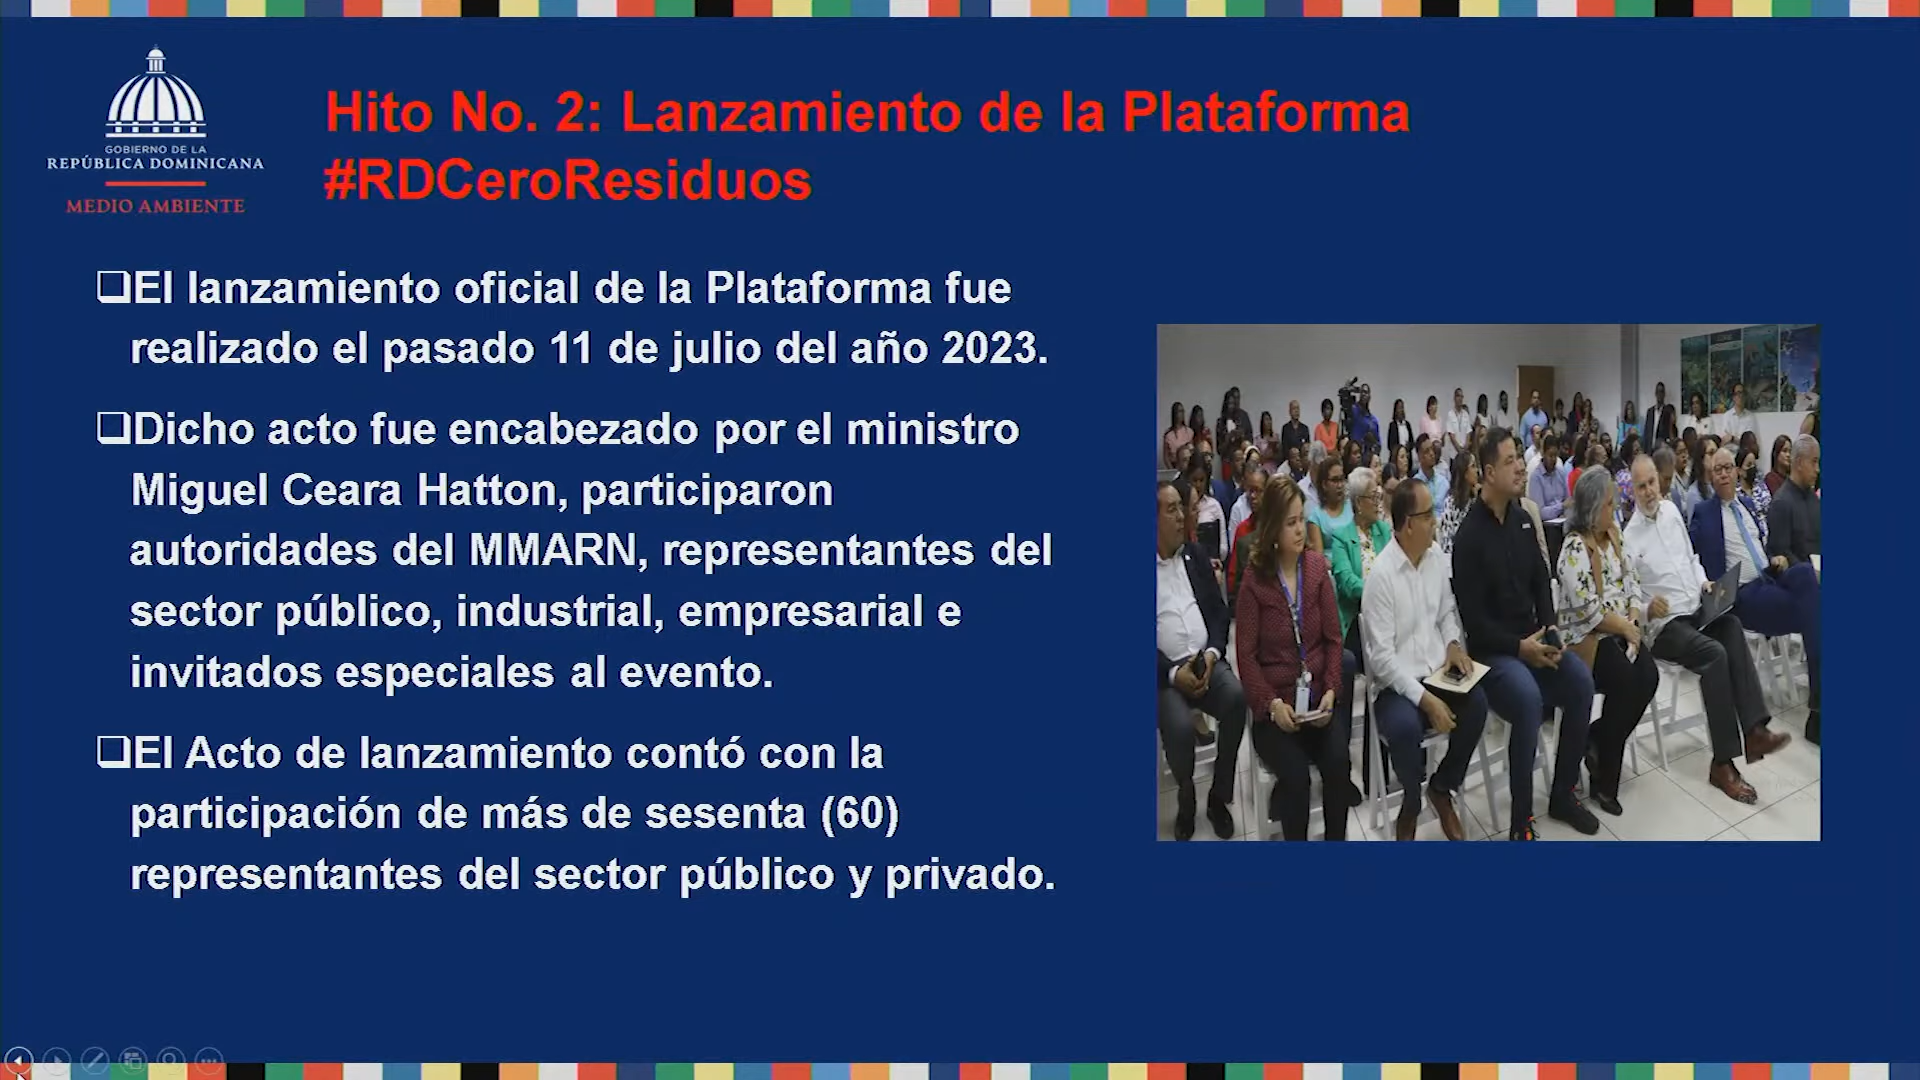 GOBIERNO DE LA
REPÚBLICA DOMINICANA
MEDIO AMBIENTE
Hito No. 2: Lanzamiento de la Plataforma
#RDCeroResiduos
❑El lanzamiento oficial de la Plataforma fue
realizado el pasado 11 de julio del año 2023.
❑Dicho acto fue encabezado por el ministro
Miguel Ceara Hatton, participaron
autoridades del MMARN, representantes del
sector público, industrial, empresarial e
invitados especiales al evento.
❑El Acto de lanzamiento contó con la
participación de más de sesenta (60)
representantes del sector público y privado.